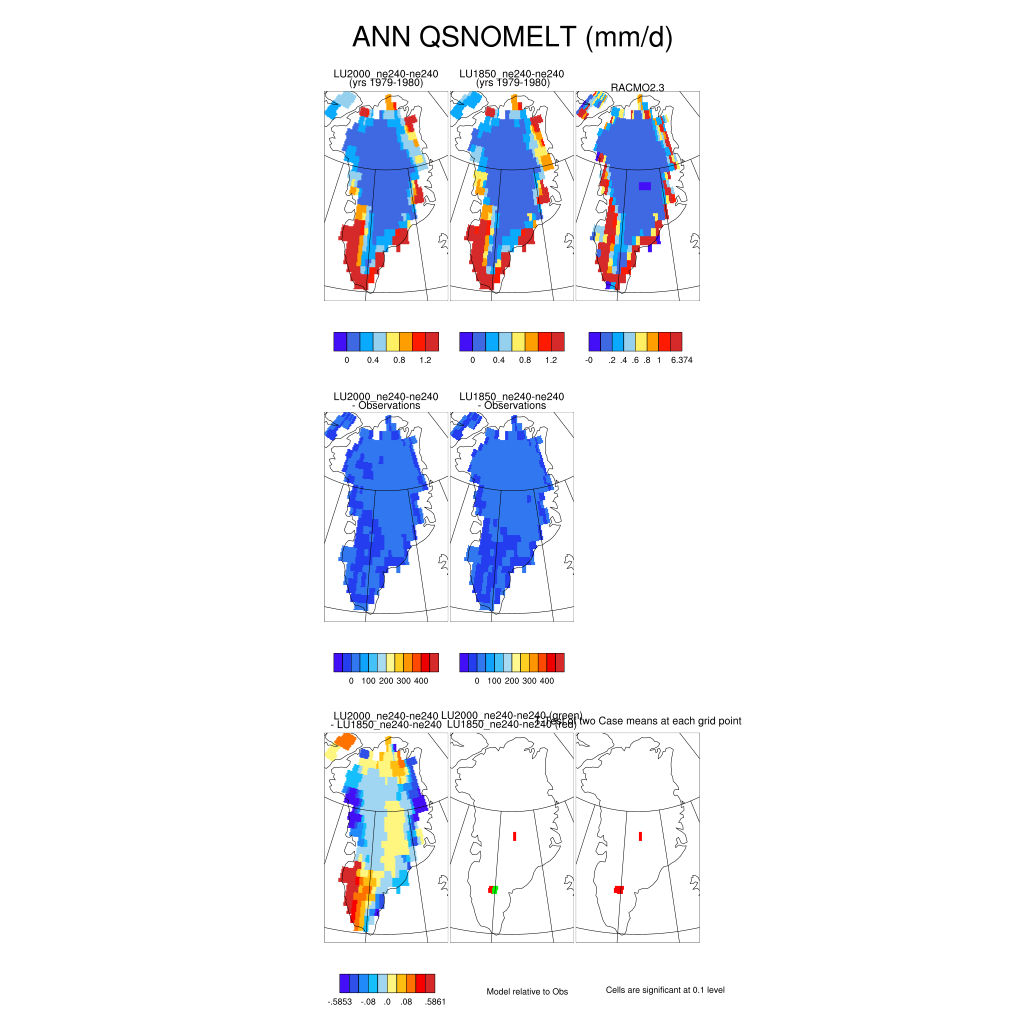 ANN QSNOMELT (mm/d)
LU2000_ne240-ne240
(yrs 1979-1980)
LU1850_ne240-ne240
(yrs 1979-1980)
RACMO2.3
0 0.4 0.8 1.2
0 0.4 0.8 1.2
-0 .2 .4 .6 .8 1 6.374
LU2000_ne240-ne240
- Observations
LU1850_ne240-ne240
- Observations
0 100 200 300 400
0 100 200 300 400
LU2000_ne240-ne240
- LU1850_ne240-ne240
LU2000_ne240-ne240 (green)
LU1850_ne240-ne240 (red)
of two Case means at each grid point
-.5853 -.08 .0 .08 .5861
Model relative to Obs
Cells are significant at 0.1 level